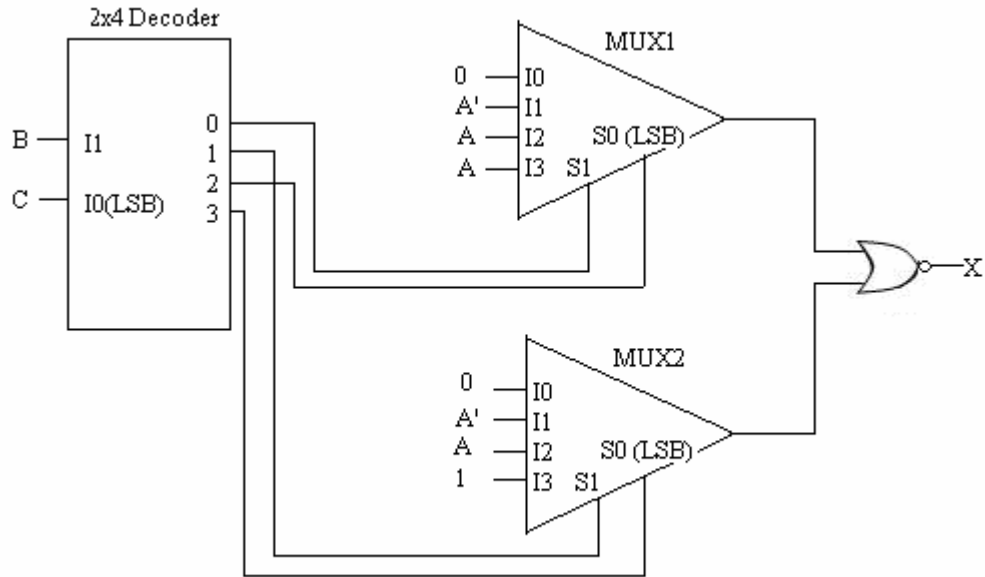 2x4 Decoder
B
I1
C
I0(LSB)
0
1
2
3
MUX1
0
I0
A'
I1
A
I2
A
I3
S1
S0 (LSB)
X
MUX2
0
I0
A'
I1
A
I2
1
I3
S1
S0 (LSB)